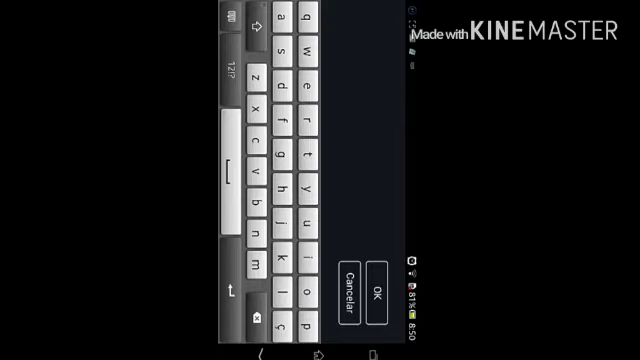 Made with KINEMASTER
81% 8:50
OK
Cancelar
q w e r t y u i o p
a s d f g h j k l ç
z x c v b n m
12!?